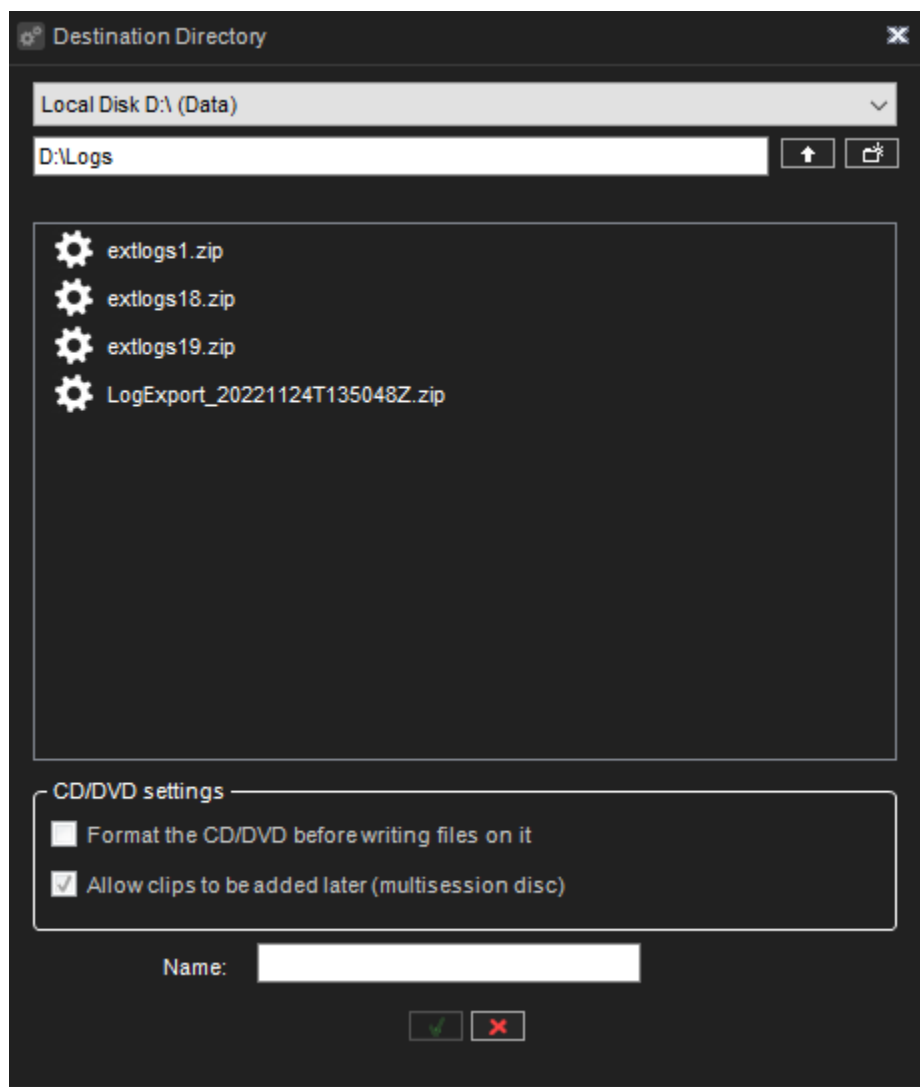 Destination Directory
Local Disk D:\ (Data)
D:\Logs
extlogs1.zip
extlogs18.zip
extlogs19.zip
LogExport_20221124T135048Z.zip
CD/DVD settings
Format the CD/DVD before writing files on it
Allow clips to be added later (multisession disc)
Name: